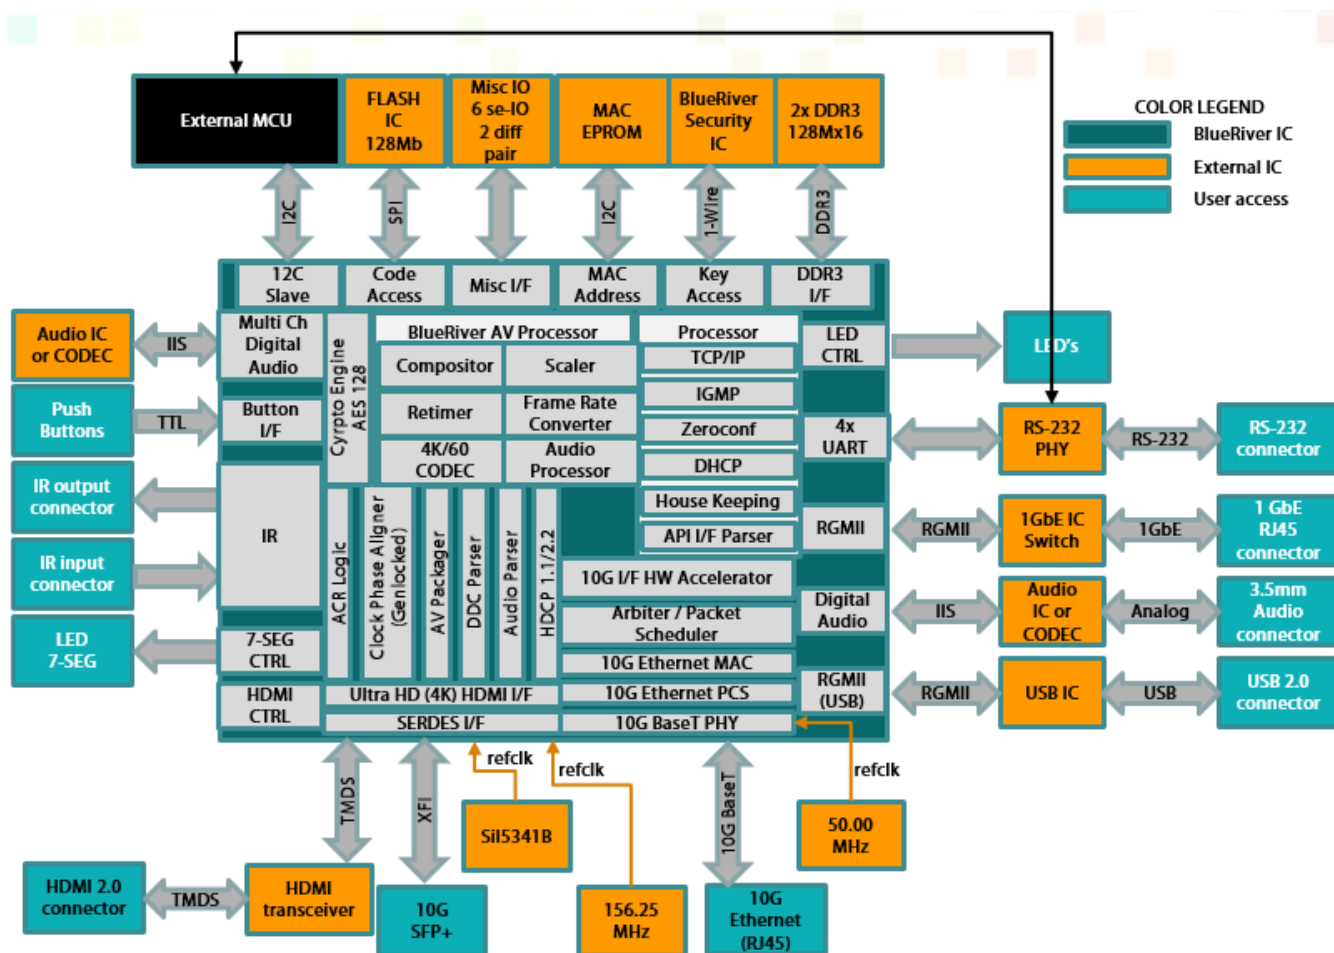 External MCU
FLASH
IC
128Mb
Misc IO
6 se-IO
2 diff
pair
MAC
EPROM
BlueRiver
Security
IC
2x DDR3
128Mx16
COLOR LEGEND
BlueRiver IC
External IC
User access
I2C
SPI
I2C
1-Wire
DDR3
12C
Slave
Code
Access
Misc I/F
MAC
Address
Key
Access
DDR3
I/F
Audio IC
or CODEC
IIS
Multi Ch
Digital
Audio
Cyrpto Engine
AES 128
BlueRiver AV Processor
Compositor
Scaler
Retimer
Frame Rate
Converter
4K/60
CODEC
Audio
Processor
Processor
TCP/IP
IGMP
Zeroconf
DHCP
House Keeping
API I/F Parser
LED
CTRL
LED's
Push
Buttons
TTL
Button
I/F
4x
UART
RS-232
PHY
RS-232
RS-232
connector
IR output
connector
IR
IR input
connector
RGMII
RGMII
1GbE IC
Switch
1GbE
1 GbE
RJ45
connector
ACR Logic
Clock Phase Aligner
(Genlocked)
AV Packager
DDC Parser
Audio Parser
HDCP 1.1/2.2
10G I/F HW Accelerator
Arbiter / Packet
Scheduler
10G Ethernet MAC
10G Ethernet PCS
10G BaseT PHY
Digital
Audio
IIS
Audio
IC or
CODEC
Analog
3.5mm
Audio
connector
LED
7-SEG
7-SEG
CTRL
HDMI
CTRL
Ultra HD (4K) HDMI I/F
SERDES I/F
RGMII
(USB)
RGMII
USB IC
USB
USB 2.0
connector
TMDS
XFI
refclk
refclk
10G BaseT
refclk
SiI5341B
50.00
MHz
HDMI 2.0
connector
TMDS
HDMI
transceiver
10G
SFP+
156.25
MHz
10G
Ethernet
(RJ45)